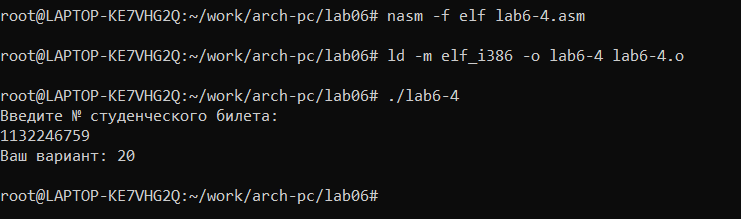 root@LAPTOP-KE7VHG2Q:~/work/arch-pc/lab06# nasm -f elf lab6-4.asm
root@LAPTOP-KE7VHG2Q:~/work/arch-pc/lab06# ld -m elf_i386 -o lab6-4 lab6-4.o
root@LAPTOP-KE7VHG2Q:~/work/arch-pc/lab06# ./lab6-4
Введите № студенческого билета:
1132246759
Ваш вариант: 20
root@LAPTOP-KE7VHG2Q:~/work/arch-pc/lab06#